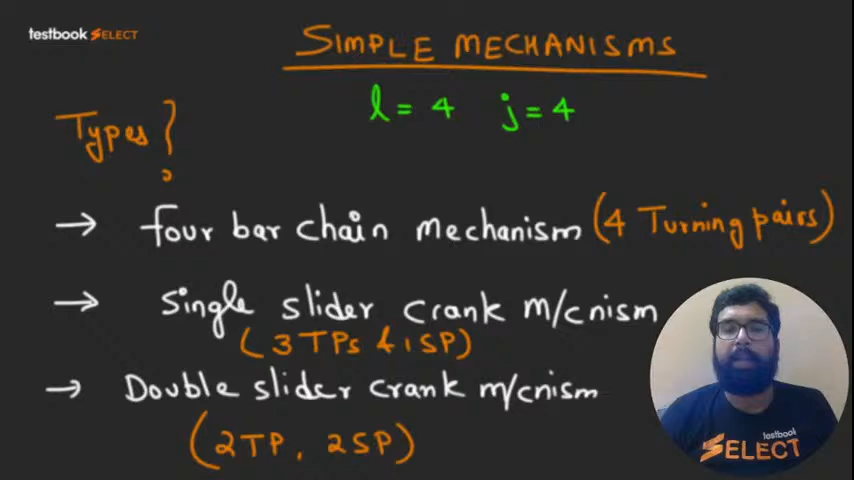 testbook SELECT
SIMPLE MECHANISMS
l = 4 j = 4
Types?
→ four bar chain mechanism (4 Turning pairs)
→ Single slider crank m/cnism
(3 TPs & 1 SP)
→ Double slider crank m/cnism
(2TP, 2SP)
testbook
SELECT